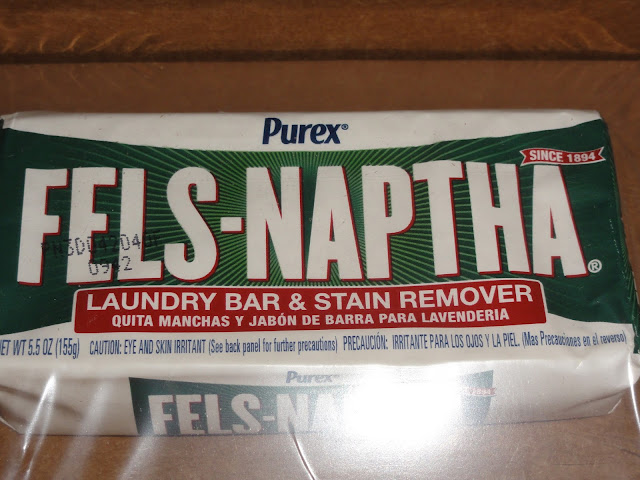 Purex®
SINCE 1894
FELS-NAPTHA®
LAUNDRY BAR & STAIN REMOVER
QUITA MANCHAS Y JABÓN DE BARRA PARA LAVENDERIA
NET WT 5.5 OZ (155g) CAUTION: EYE AND SKIN IRRITANT (See back panel for further precautions) PRECAUCIÓN: IRRITANTE PARA LOS OJOS Y LA PIEL. (Mas Precauciones en el reverso)
Purex
FELS-NA